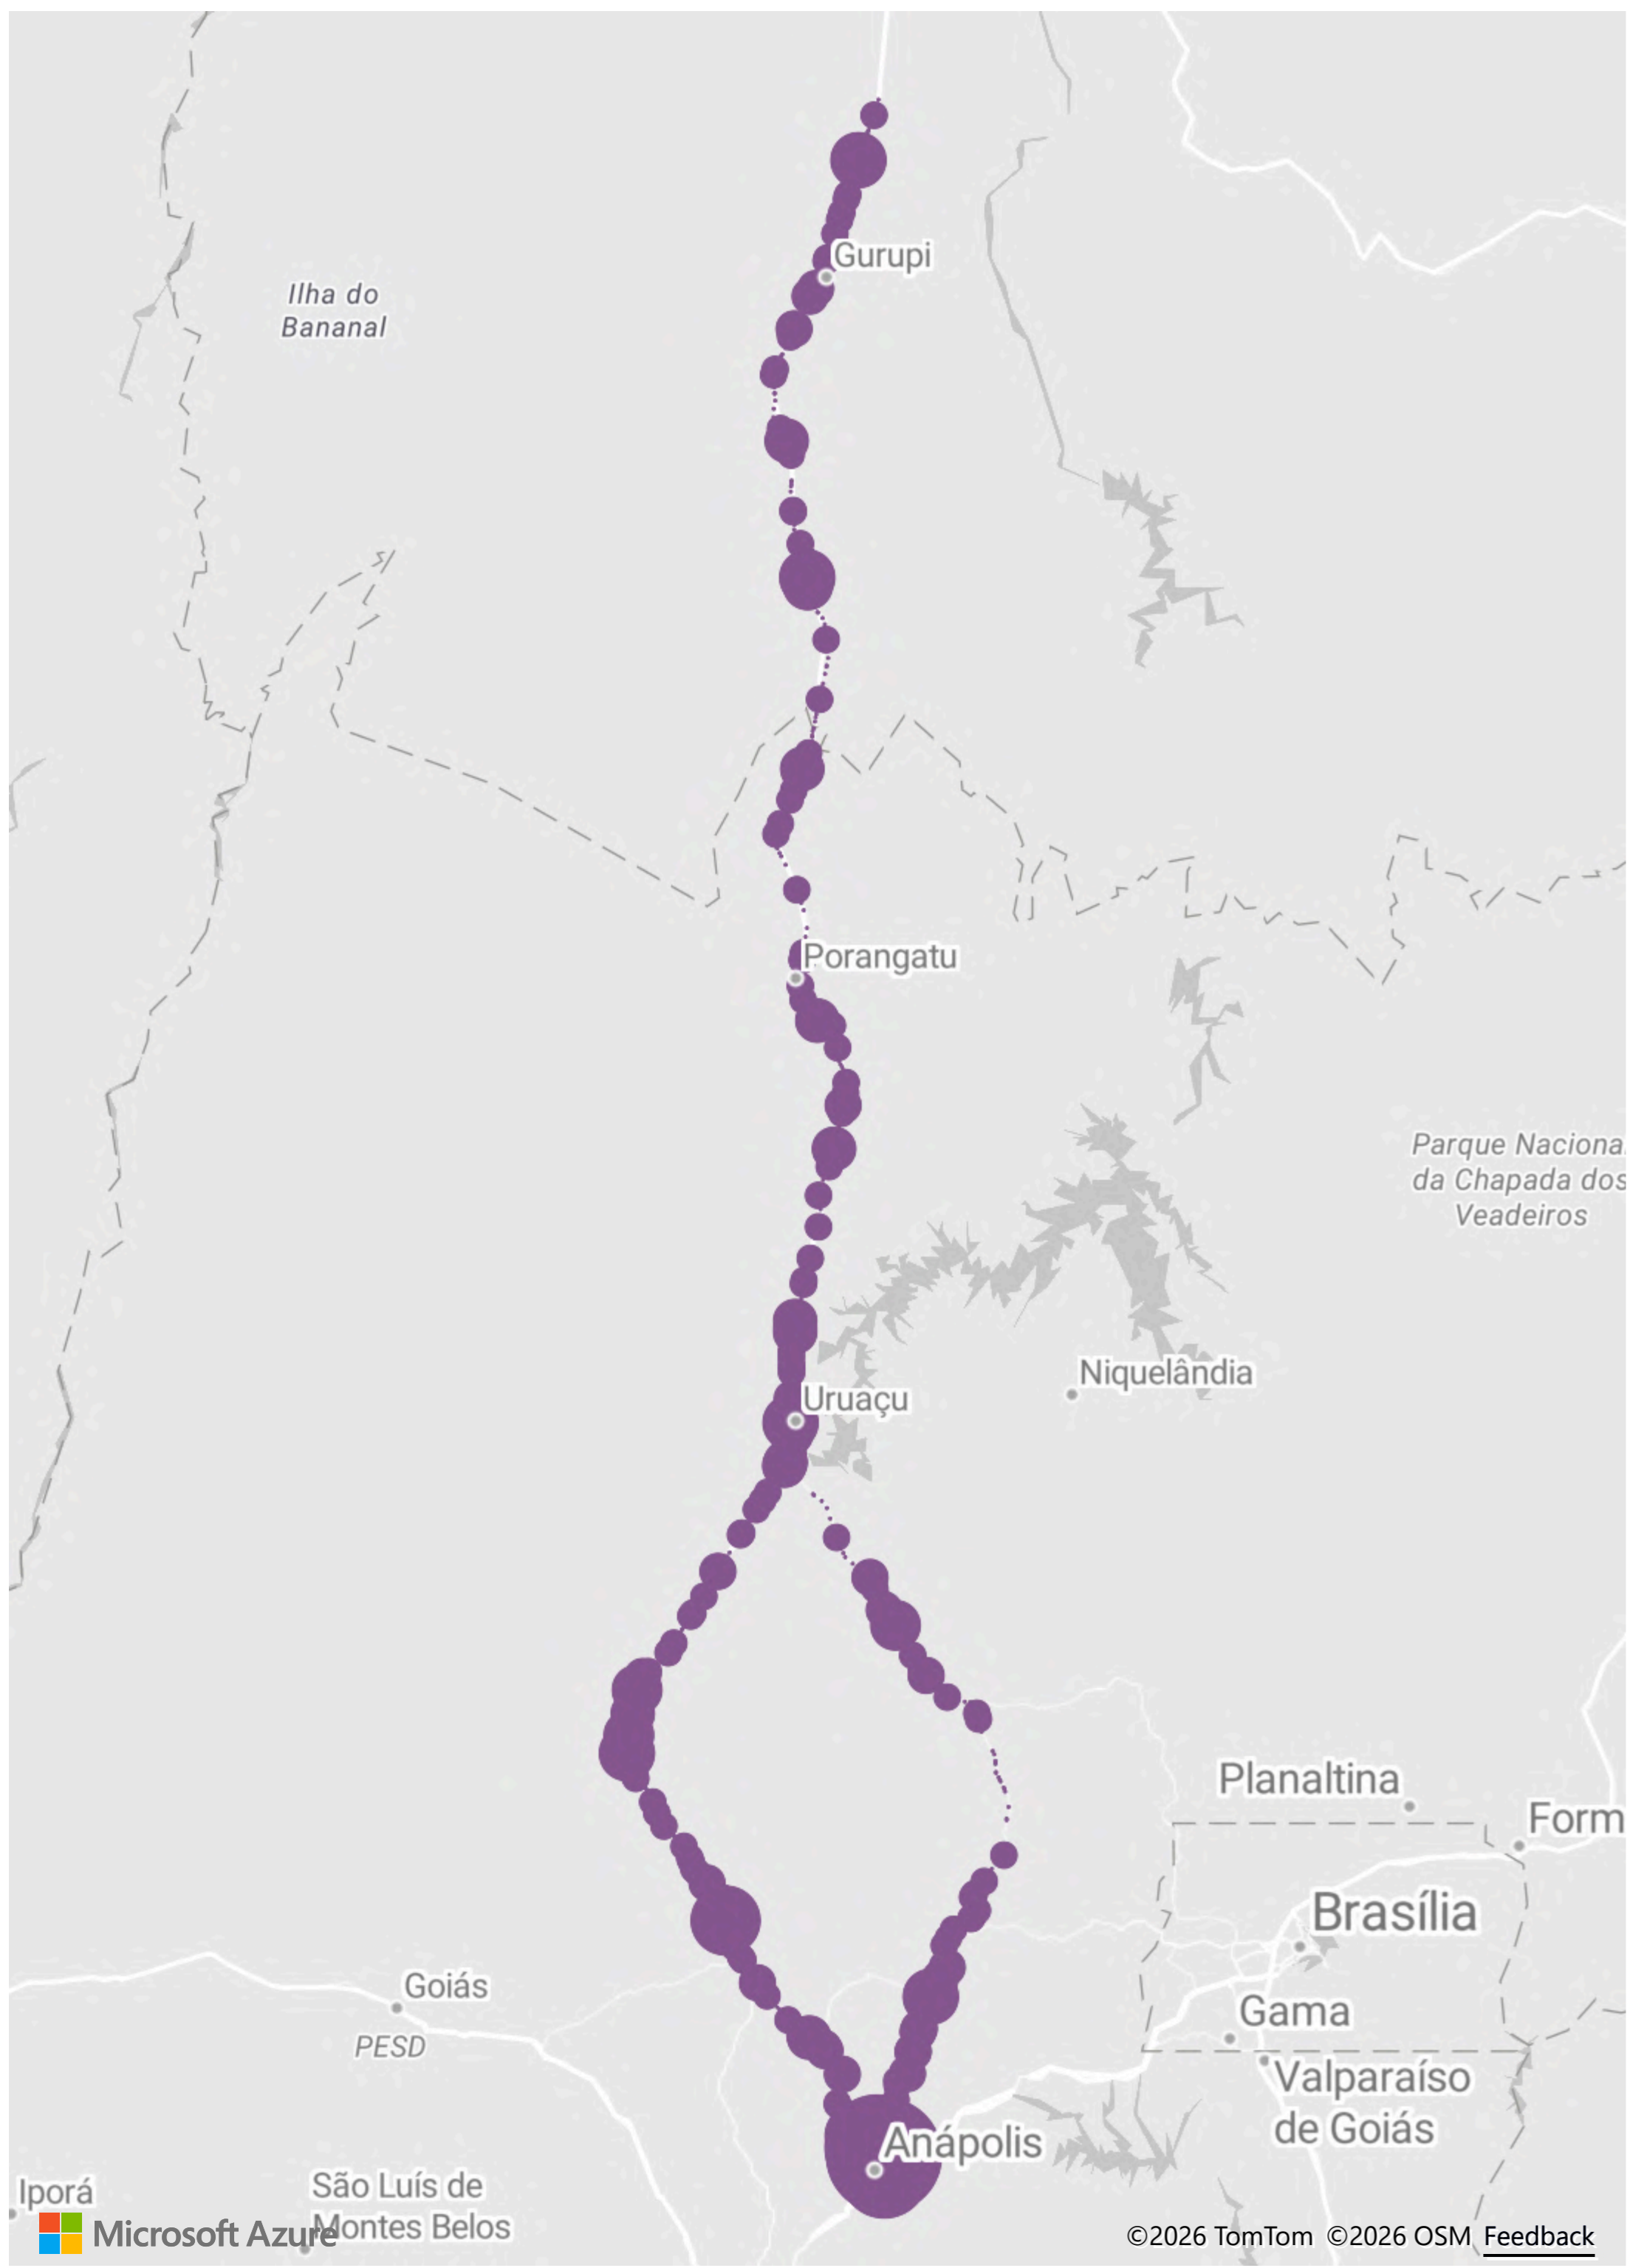 Gurupi
Ilha do
Bananal
Porangatu
Parque Naciona
da Chapada dos
Veadeiros
Niquelândia
Uruaçu
Planaltina
Form
Brasília
Goiás
Gama
PESD
Valparaíso
de Goiás
Anápolis
São Luís de
Montes Belos
Iporá
Microsoft Azure
©2026 TomTom ©2026 OSM Feedback